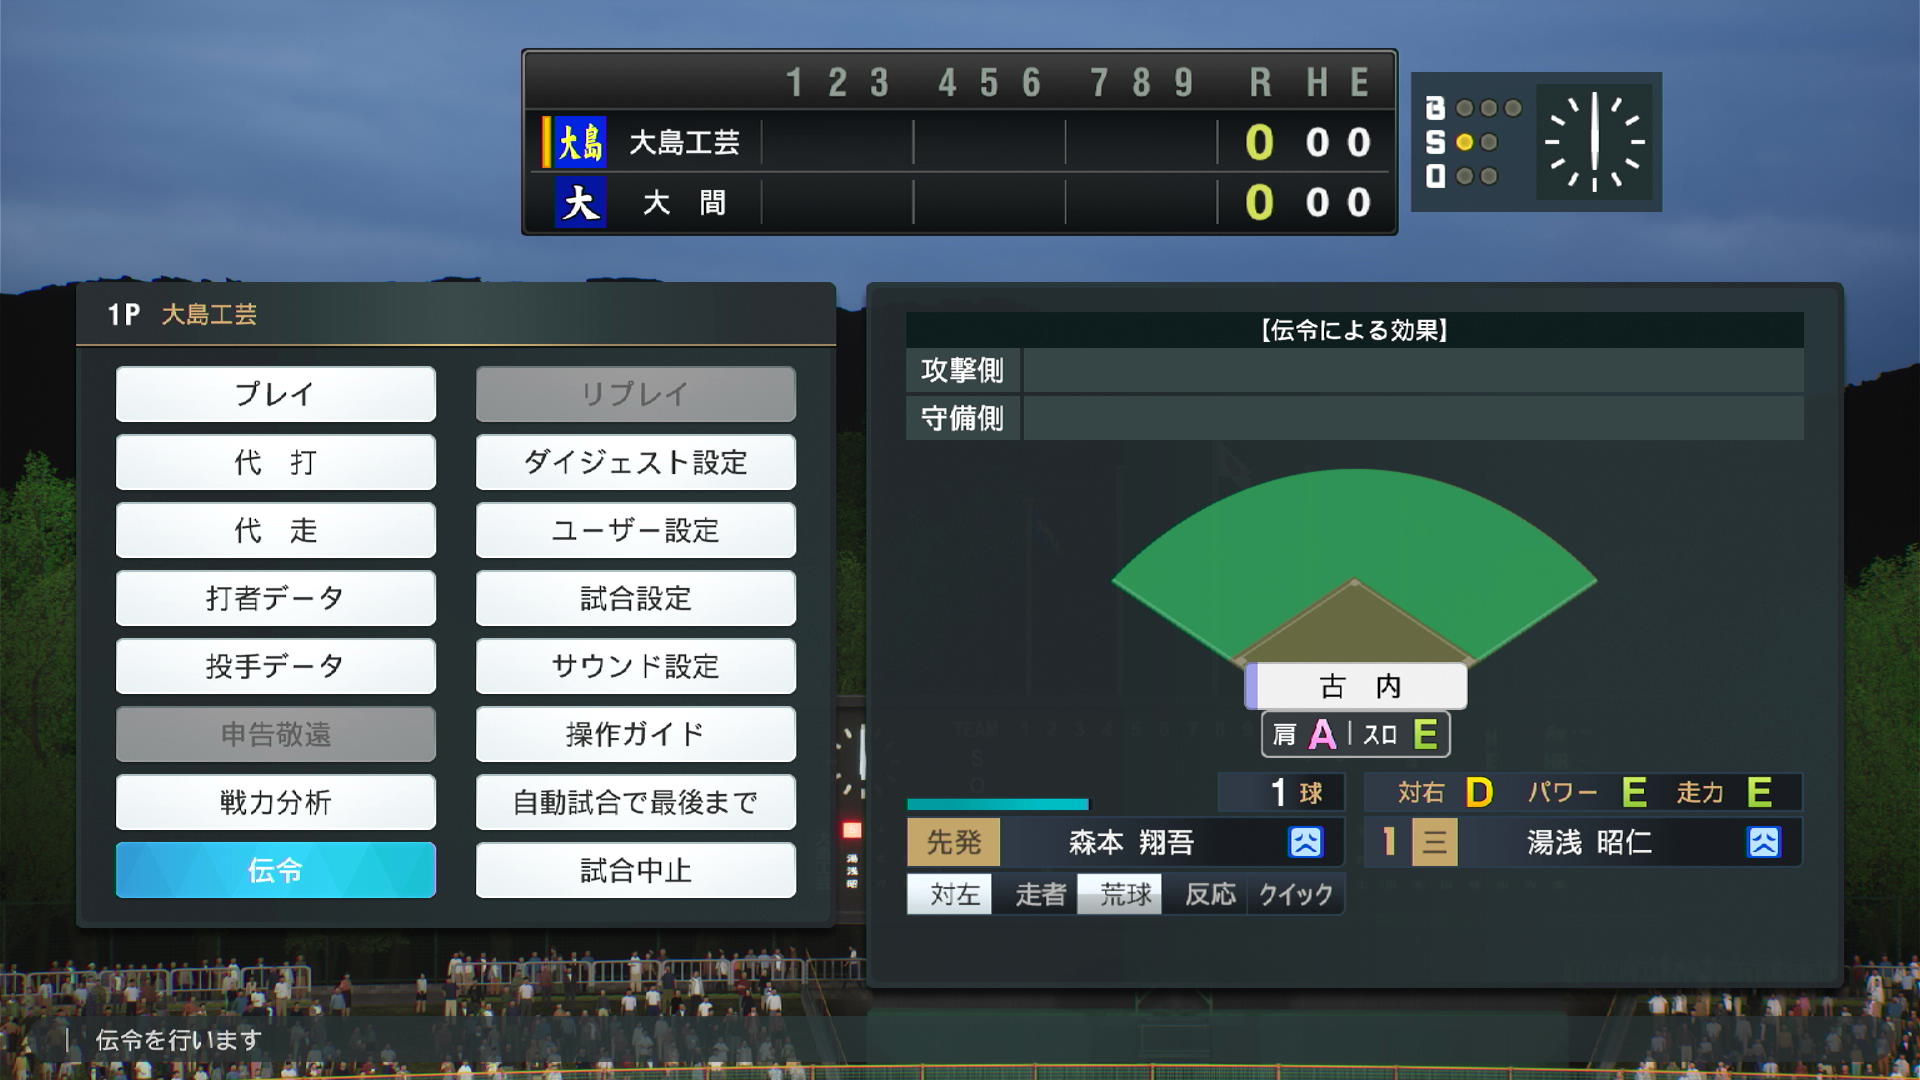 1 2 3 4 5 6 7 8 9 R H E
大島 大島工芸 0 0 0
大 大 間 0 0 0
B
S
O
1P 大島工芸
プレイ リプレイ
代 打 ダイジェスト設定
代 走 ユーザー設定
打者データ 試合設定
投手データ サウンド設定
申告敬遠 操作ガイド
戦力分析 自動試合で最後まで
伝令 試合中止
【伝令による効果】
攻撃側
守備側
古 内
肩 A | スロ E
1 球
先発 森本 翔吾
対左 走者 荒球 反応 クイック
対右 D パワー E 走力 E
1 三 湯浅 昭仁
伝令を行います